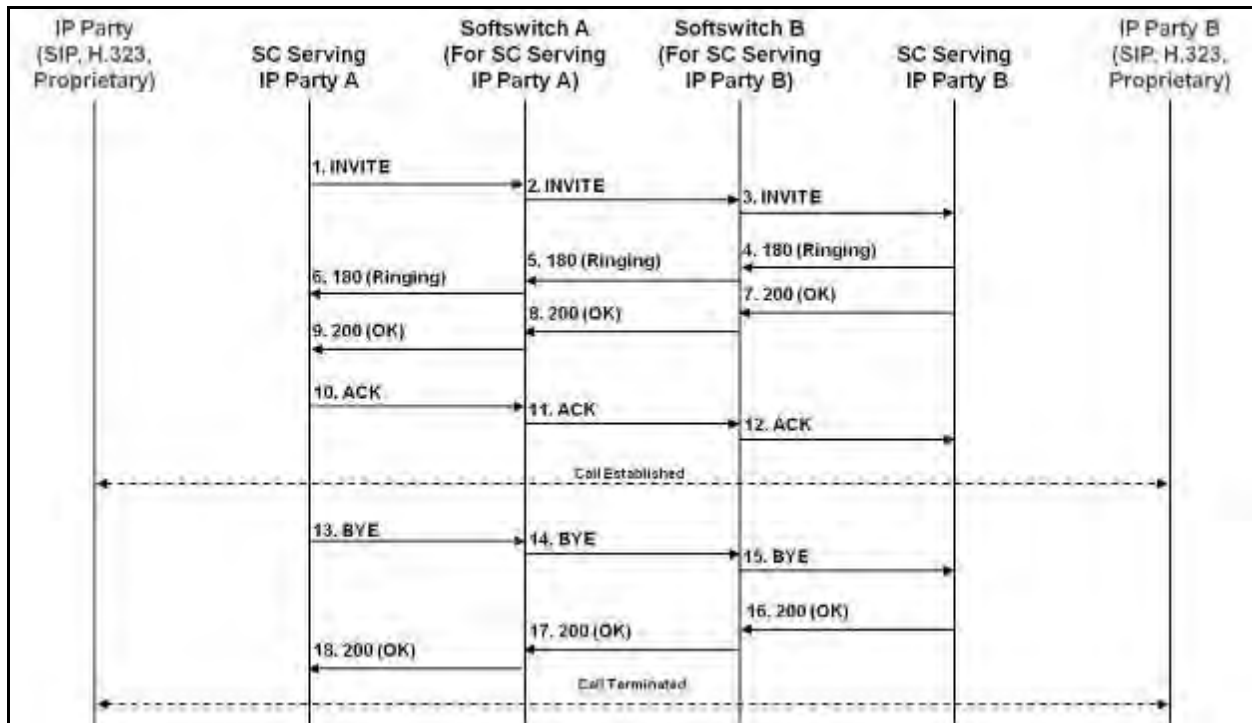 IP Party
(SIP, H.323,
Proprietary)
SC Serving
IP Party A
Softswitch A
(For SC Serving
IP Party A)
Softswitch B
(For SC Serving
IP Party B)
SC Serving
IP Party B
IP Party B
(SIP, H.323,
Proprietary)
1. INVITE
2. INVITE
3. INVITE
4. 180 (Ringing)
5. 180 (Ringing)
6. 180 (Ringing)
7. 200 (OK)
8. 200 (OK)
9. 200 (OK)
10. ACK
11. ACK
12. ACK
Call Established
13. BYE
14. BYE
15. BYE
16. 200 (OK)
17. 200 (OK)
18. 200 (OK)
Call Terminated